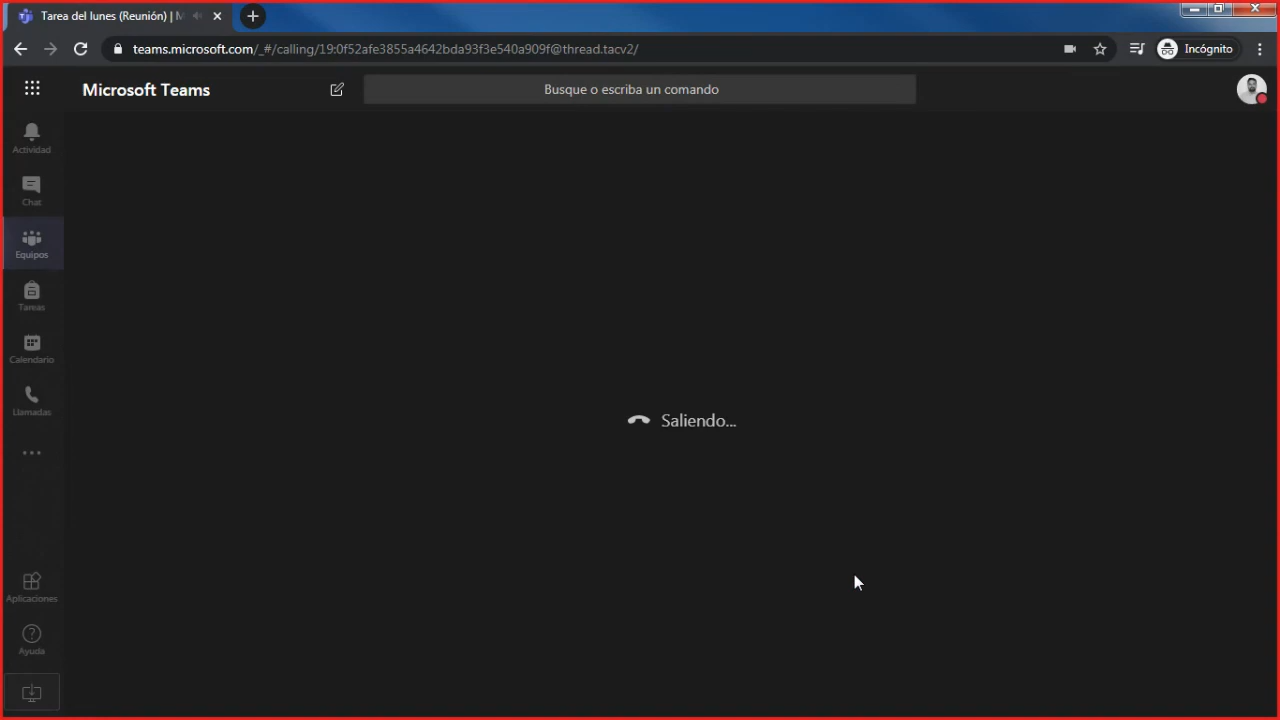 Tarea del lunes (Reunión) | M
teams.microsoft.com/_#/calling/19:0f52afe3855a4642bda93f3e540a909f@thread.tacv2/
Incógnito
Microsoft Teams
Busque o escriba un comando
Actividad
Chat
Equipos
Tareas
Calendario
Llamadas
Saliendo...
Aplicaciones
Ayuda